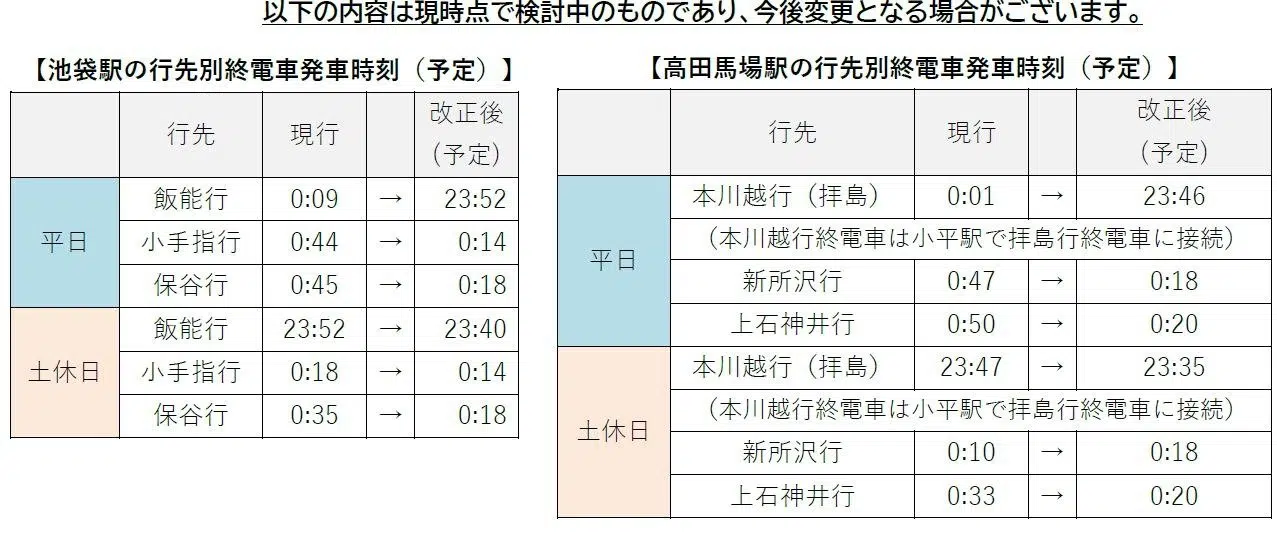 以下の内容は現時点で検討中のものであり、今後変更となる場合がございます。
【池袋駅の行先別終電車発車時刻（予定）】
行先 現行 改正後（予定）
平日
飯能行 0:09 → 23:52
小手指行 0:44 → 0:14
保谷行 0:45 → 0:18
土休日
飯能行 23:52 → 23:40
小手指行 0:18 → 0:14
保谷行 0:35 → 0:18
【高田馬場駅の行先別終電車発車時刻（予定）】
行先 現行 改正後（予定）
平日
本川越行（拝島） 0:01 → 23:46
（本川越行終電車は小平駅で拝島行終電車に接続）
新所沢行 0:47 → 0:18
上石神井行 0:50 → 0:20
土休日
本川越行（拝島） 23:47 → 23:35
（本川越行終電車は小平駅で拝島行終電車に接続）
新所沢行 0:10 → 0:18
上石神井行 0:33 → 0:20